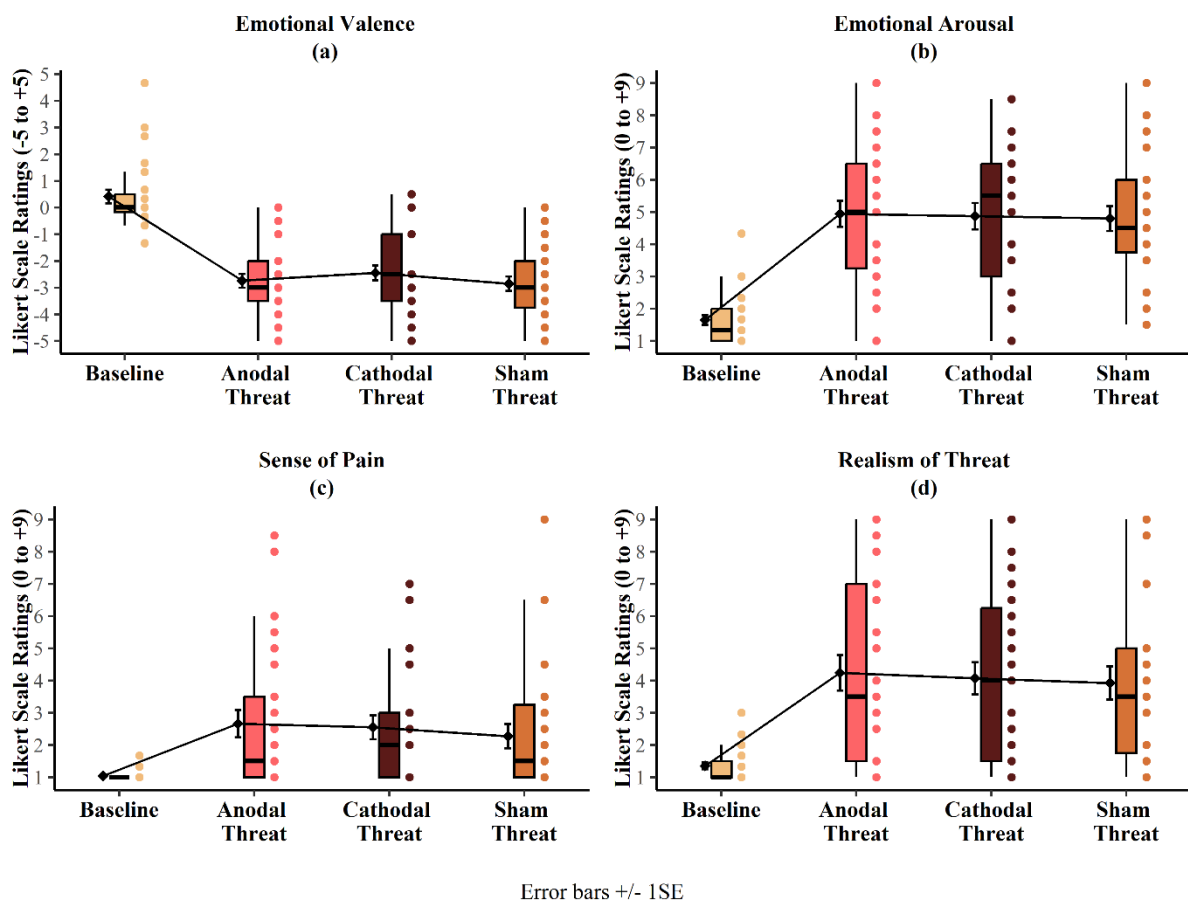 Emotional Valence
(a)
Likert Scale Ratings (-5 to +5)
5
4
3
2
1
0
-1
-2
-3
-4
-5
Baseline
Anodal
Threat
Cathodal
Threat
Sham
Threat
Emotional Arousal
(b)
Likert Scale Ratings (0 to +9)
9
8
7
6
5
4
3
2
1
Baseline
Anodal
Threat
Cathodal
Threat
Sham
Threat
Sense of Pain
(c)
Likert Scale Ratings (0 to +9)
9
8
7
6
5
4
3
2
1
Baseline
Anodal
Threat
Cathodal
Threat
Sham
Threat
Realism of Threat
(d)
Likert Scale Ratings (0 to +9)
9
8
7
6
5
4
3
2
1
Baseline
Anodal
Threat
Cathodal
Threat
Sham
Threat
Error bars +/- 1SE